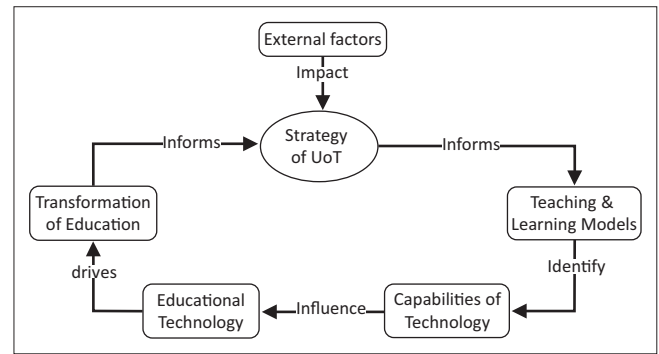 External factors
Impact
Strategy
of UoT
Informs
Informs
Transformation
of Education
Teaching &
Learning Models
drives
Identify
Educational
Technology
Influence
Capabilities of
Technology